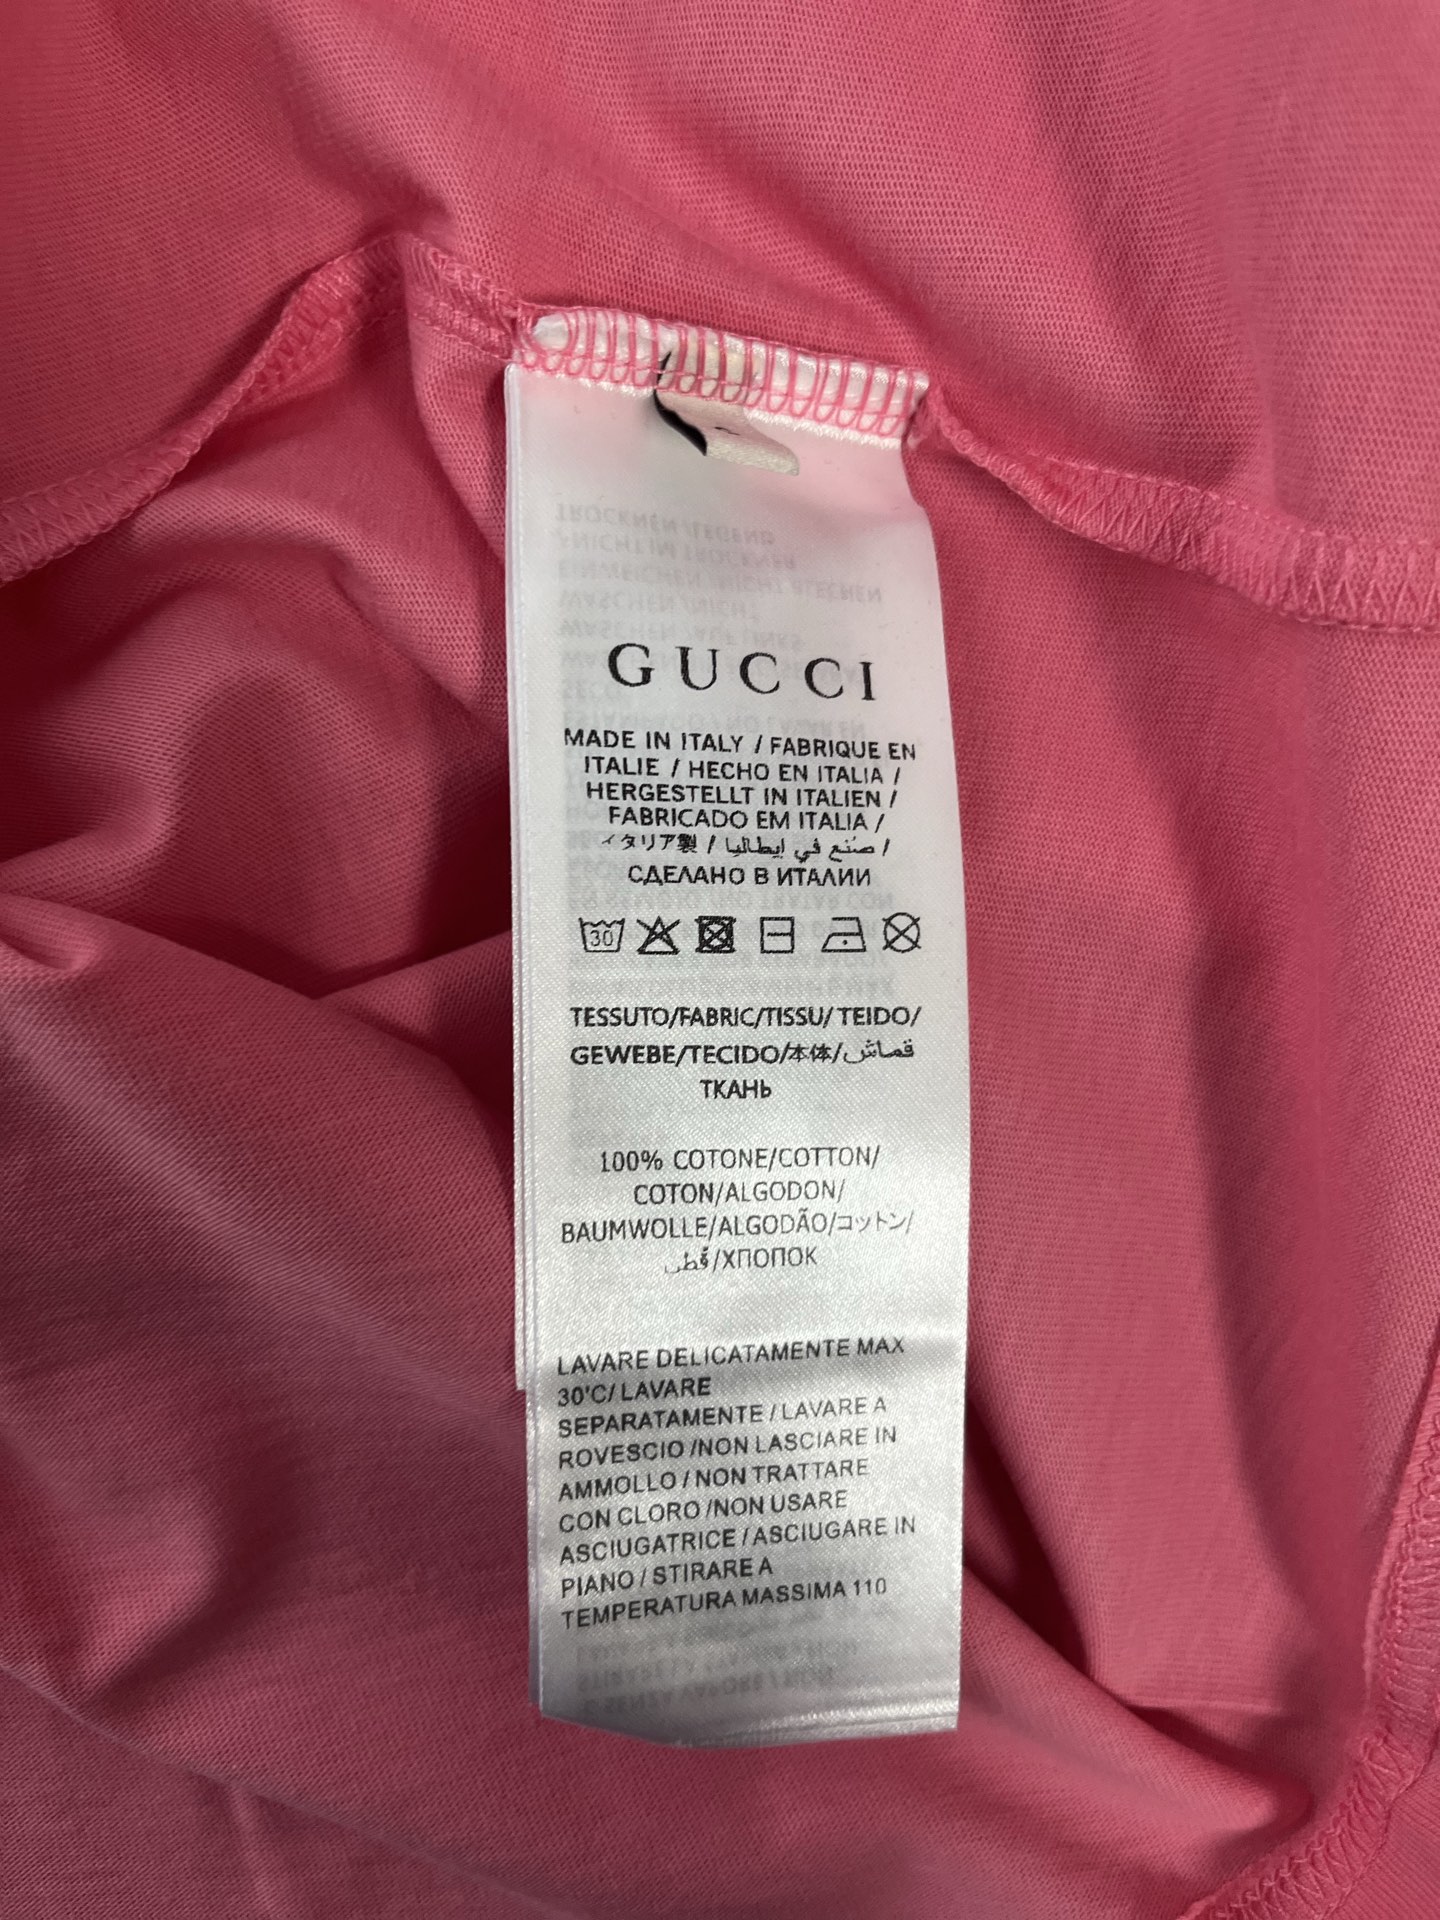 GUCCI
MADE IN ITALY / FABRIQUE EN
ITALIE / HECHO EN ITALIA /
HERGESTELLT IN ITALIEN /
FABRICADO EM ITALIA /
イタリア製 / صنع في إيطاليا /
СДЕЛАНО В ИТАЛИИ
30
TESSUTO/FABRIC/TISSU/ TEIDO/
GEWEBE/TECIDO/本体/قماش
ТКАНЬ
100% COTONE/COTTON/
COTON/ALGODON/
BAUMWOLLE/ALGODÃO/コットン/
قطن/ХПОПОК
LAVARE DELICATAMENTE MAX
30'C/ LAVARE
SEPARATAMENTE / LAVARE A
ROVESCIO /NON LASCIARE IN
AMMOLLO / NON TRATTARE
CON CLORO /NON USARE
ASCIUGATRICE / ASCIUGARE IN
PIANO / STIRARE A
TEMPERATURA MASSIMA 110